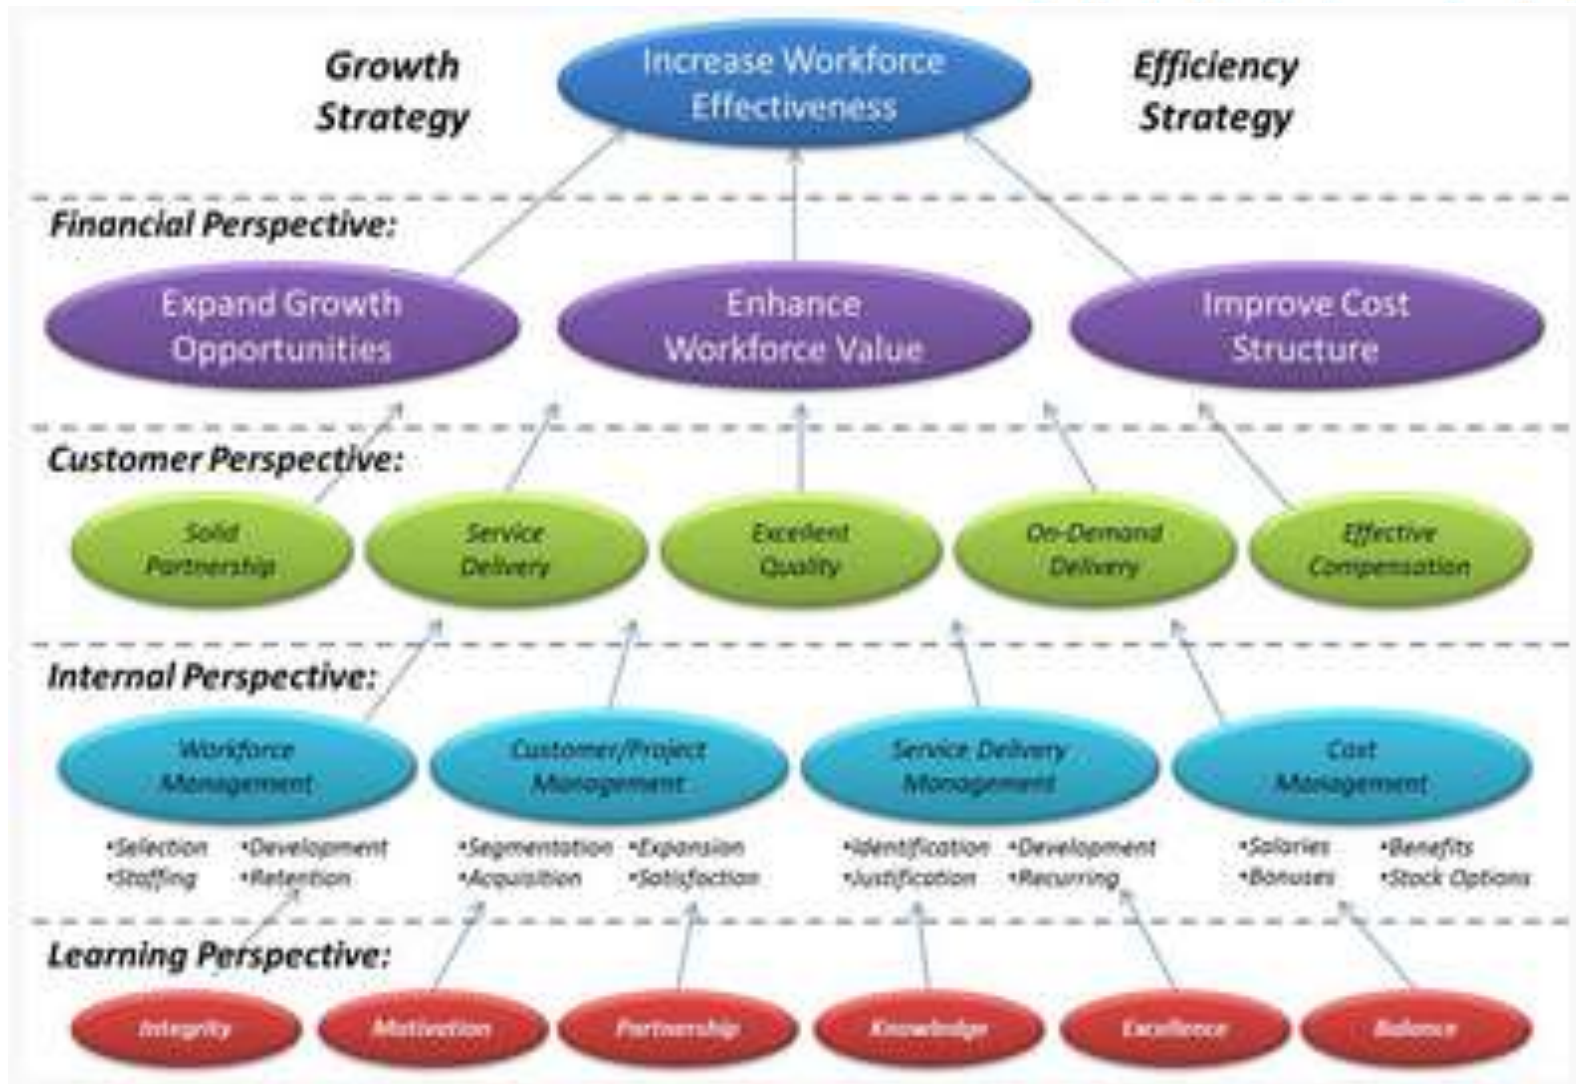 Growth
Strategy
Increase Workforce
Effectiveness
Efficiency
Strategy
Financial Perspective:
Expand Growth
Opportunities
Enhance
Workforce Value
Improve Cost
Structure
Customer Perspective:
Solid
Partnership
Service
Delivery
Excellent
Quality
On-Demand
Delivery
Effective
Compensation
Internal Perspective:
Workforce
Management
Customer/Project
Management
Service Delivery
Management
Cost
Management
•Selection •Development
•Staffing •Retention
•Segmentation •Expansion
•Acquisition •Satisfaction
•Identification •Development
•Justification •Recurring
•Salaries •Benefits
•Bonuses •Stock Options
Learning Perspective:
Integrity
Motivation
Partnership
Knowledge
Excellence
Balance